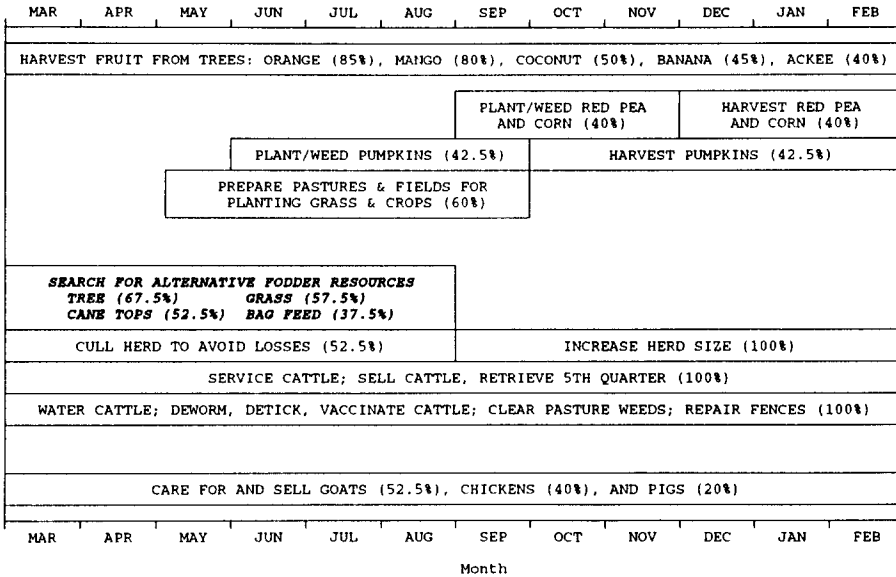 MAR APR MAY JUN JUL AUG SEP OCT NOV DEC JAN FEB
HARVEST FRUIT FROM TREES: ORANGE (85%), MANGO (80%), COCONUT (50%), BANANA (45%), ACKEE (40%)
PLANT/WEED RED PEA
AND CORN (40%)
HARVEST RED PEA
AND CORN (40%)
PLANT/WEED PUMPKINS (42.5%)
HARVEST PUMPKINS (42.5%)
PREPARE PASTURES & FIELDS FOR
PLANTING GRASS & CROPS (60%)
SEARCH FOR ALTERNATIVE FODDER RESOURCES
TREE (67.5%) GRASS (57.5%)
CANE TOPS (52.5%) BAG FEED (37.5%)
CULL HERD TO AVOID LOSSES (52.5%)
INCREASE HERD SIZE (100%)
SERVICE CATTLE; SELL CATTLE, RETRIEVE 5TH QUARTER (100%)
WATER CATTLE; DEWORM, DETICK, VACCINATE CATTLE; CLEAR PASTURE WEEDS; REPAIR FENCES (100%)
CARE FOR AND SELL GOATS (52.5%), CHICKENS (40%), AND PIGS (20%)
MAR APR MAY JUN JUL AUG SEP OCT NOV DEC JAN FEB
Month